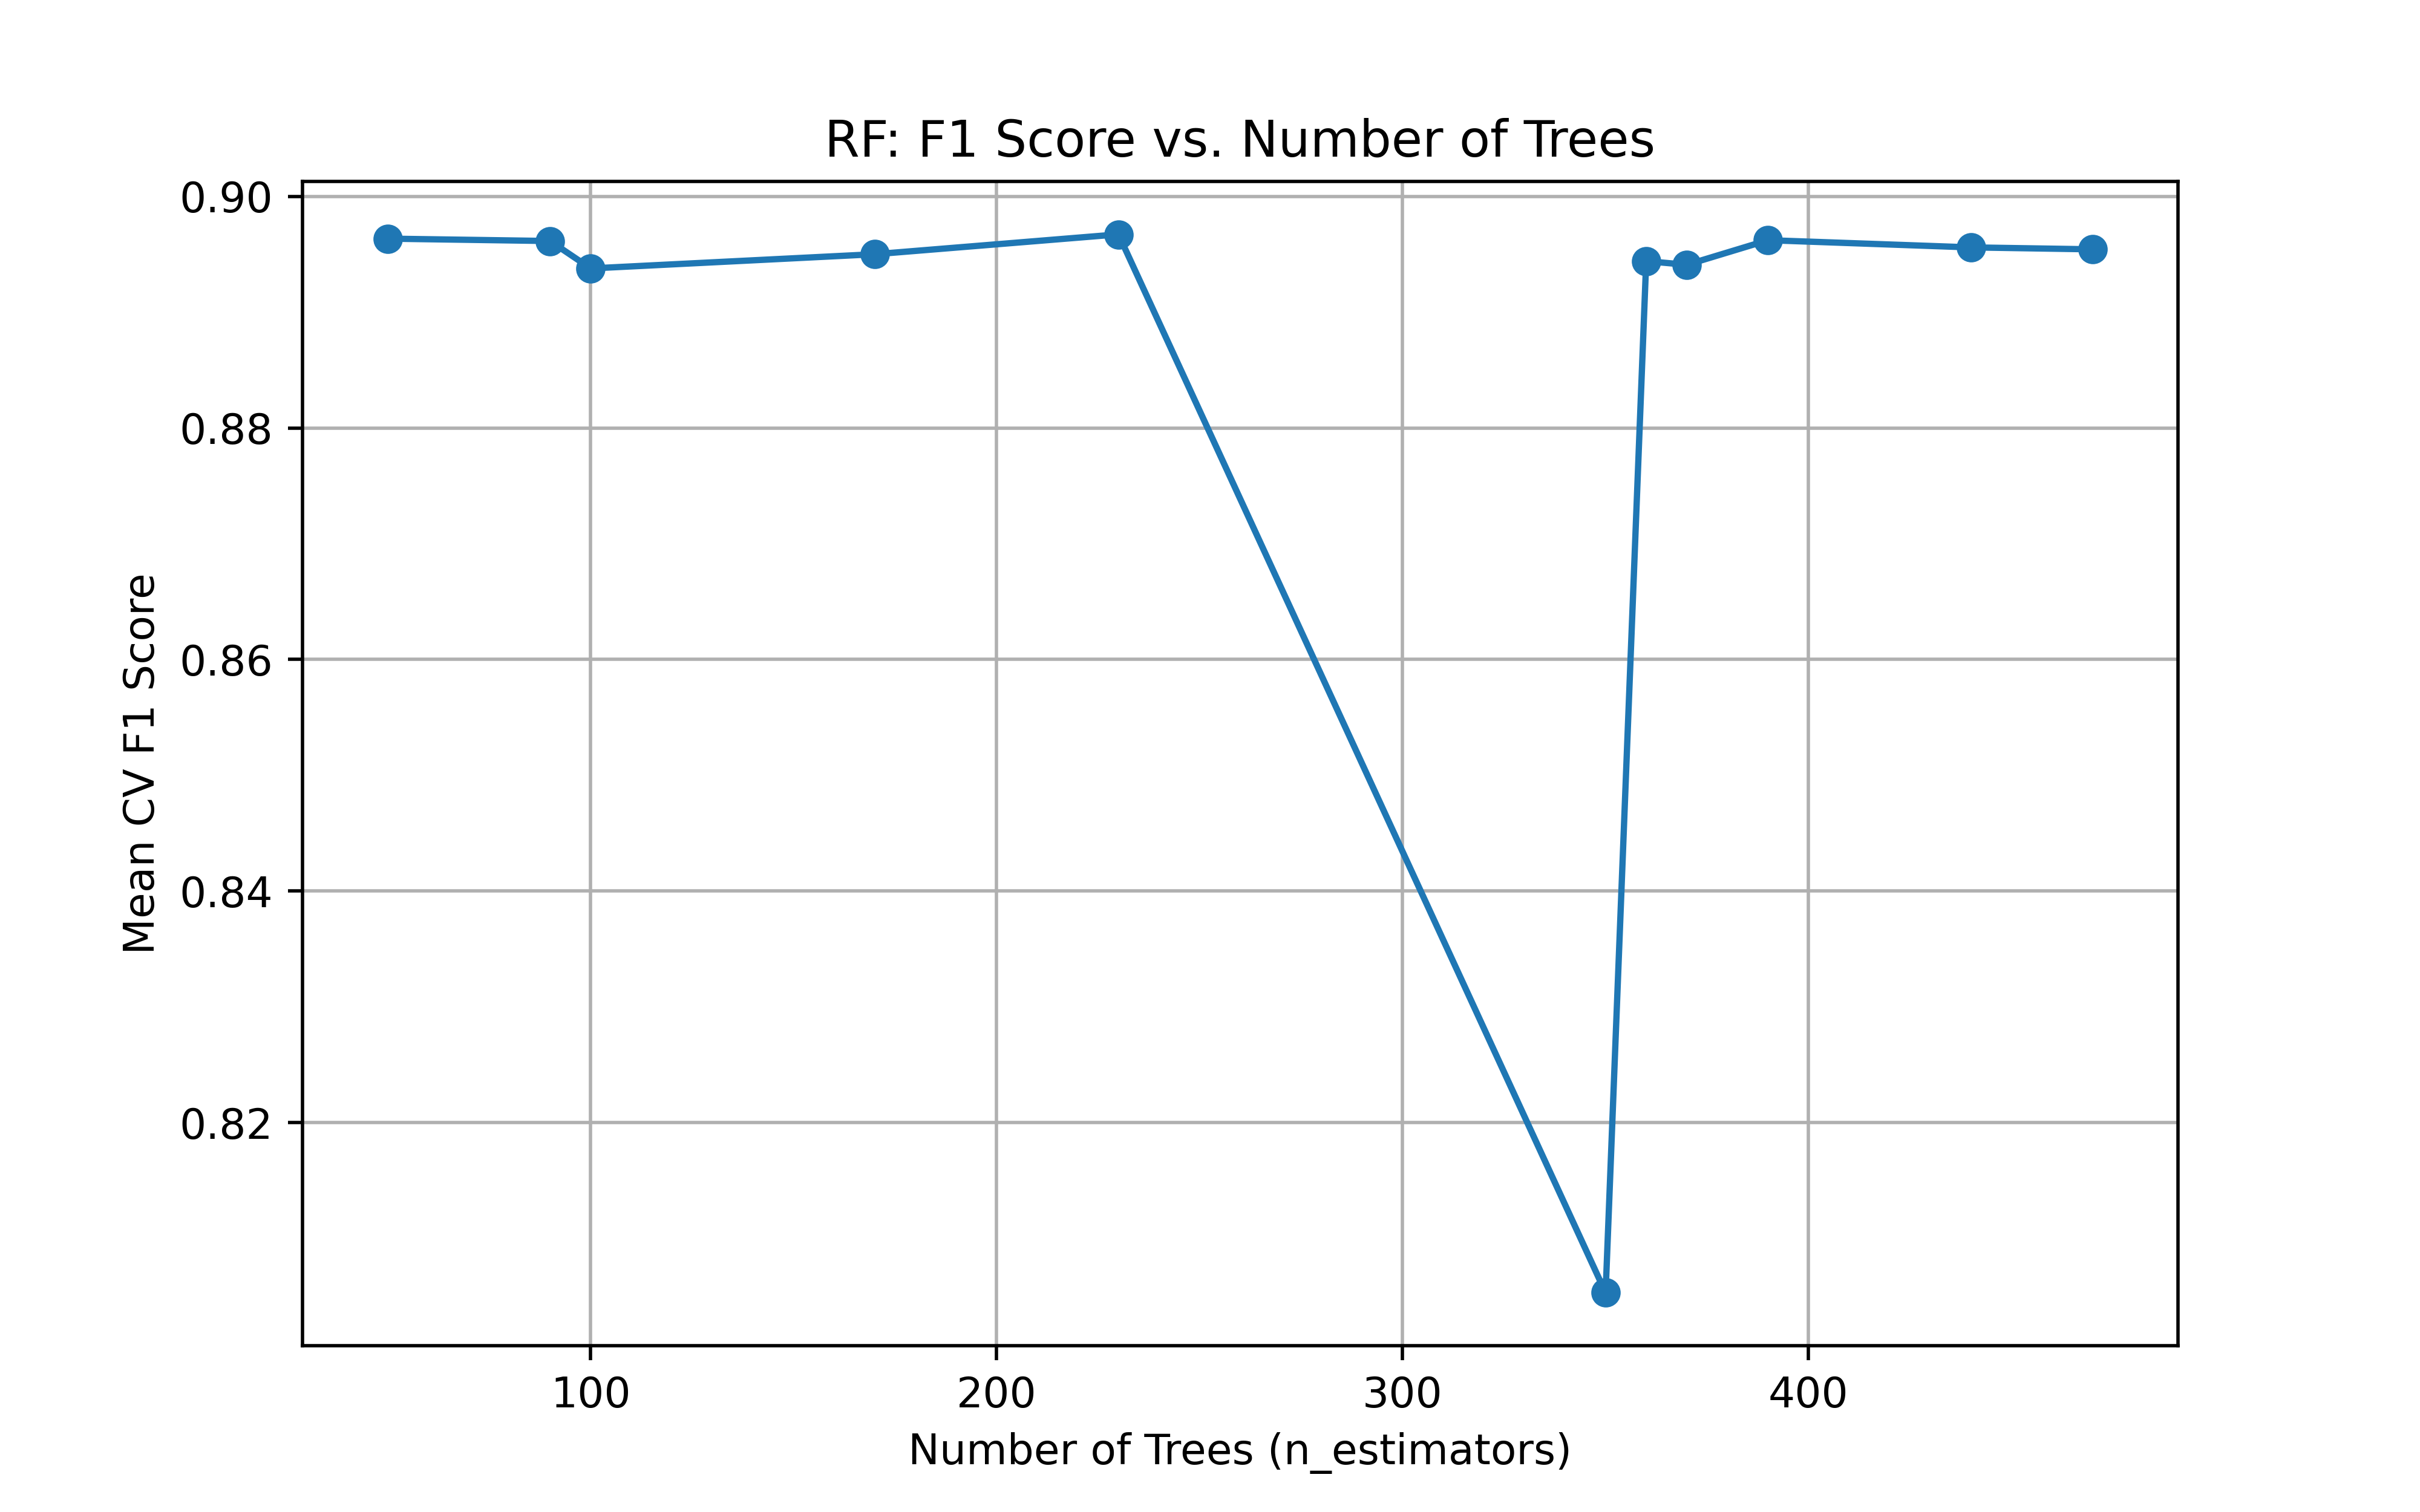 RF: F1 Score vs. Number of Trees
0.90
0.88
0.86
0.84
0.82
Mean CV F1 Score
100 200 300 400
Number of Trees (n_estimators)